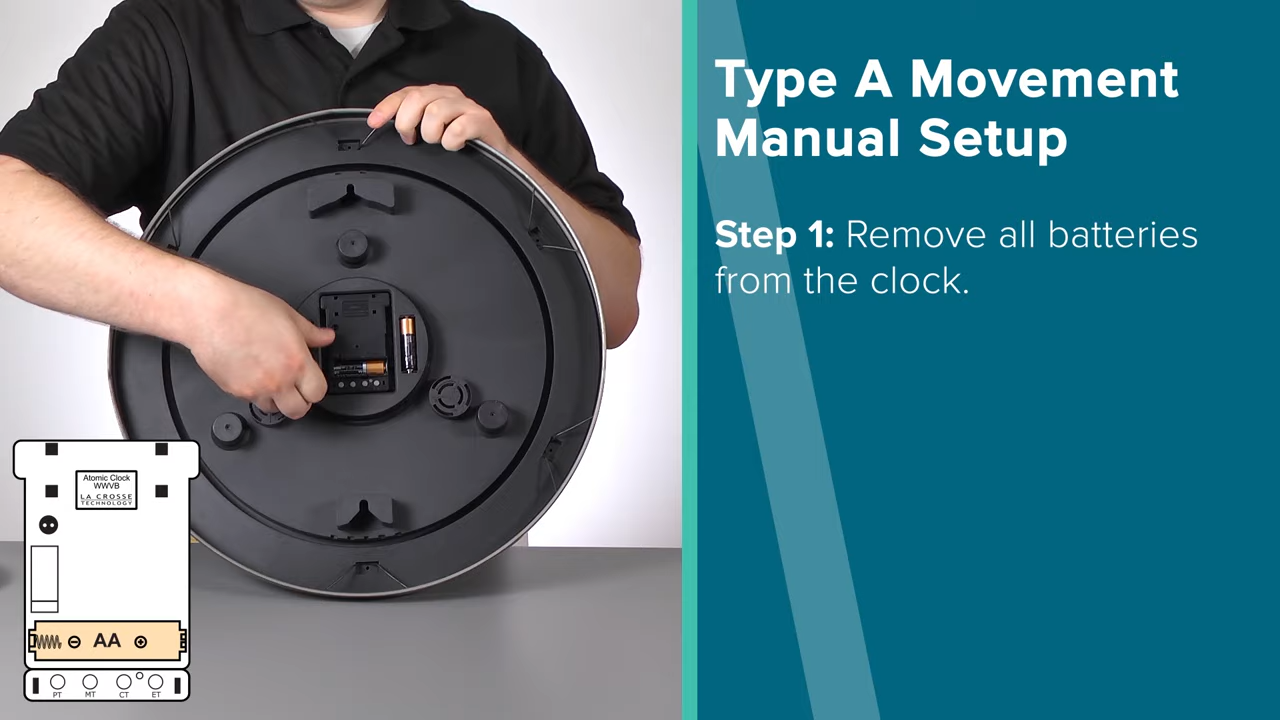 Type A Movement
Manual Setup
Step 1: Remove all batteries
from the clock.
Atomic Clock
WWVB
LA CROSSE
TECHNOLOGY
AA
PT MT CT ET